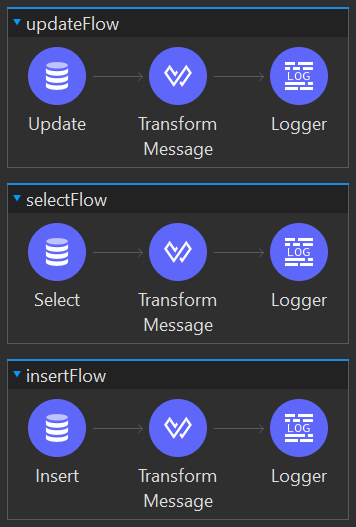 updateFlow
LOG
Update
Transform
Message
Logger
selectFlow
LOG
Select
Transform
Message
Logger
insertFlow
LOG
Insert
Transform
Message
Logger